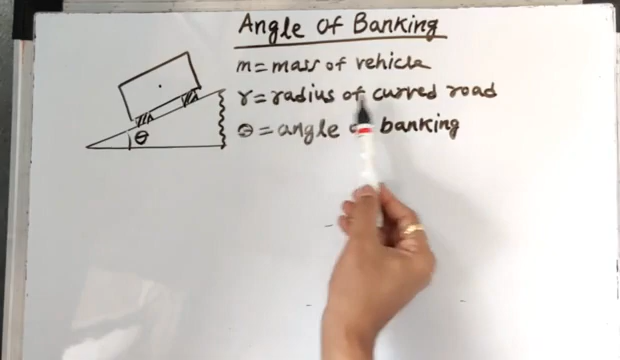 Angle Of Banking
m = mass of vehicle
r = radius of curved road
θ = angle o banking
θ